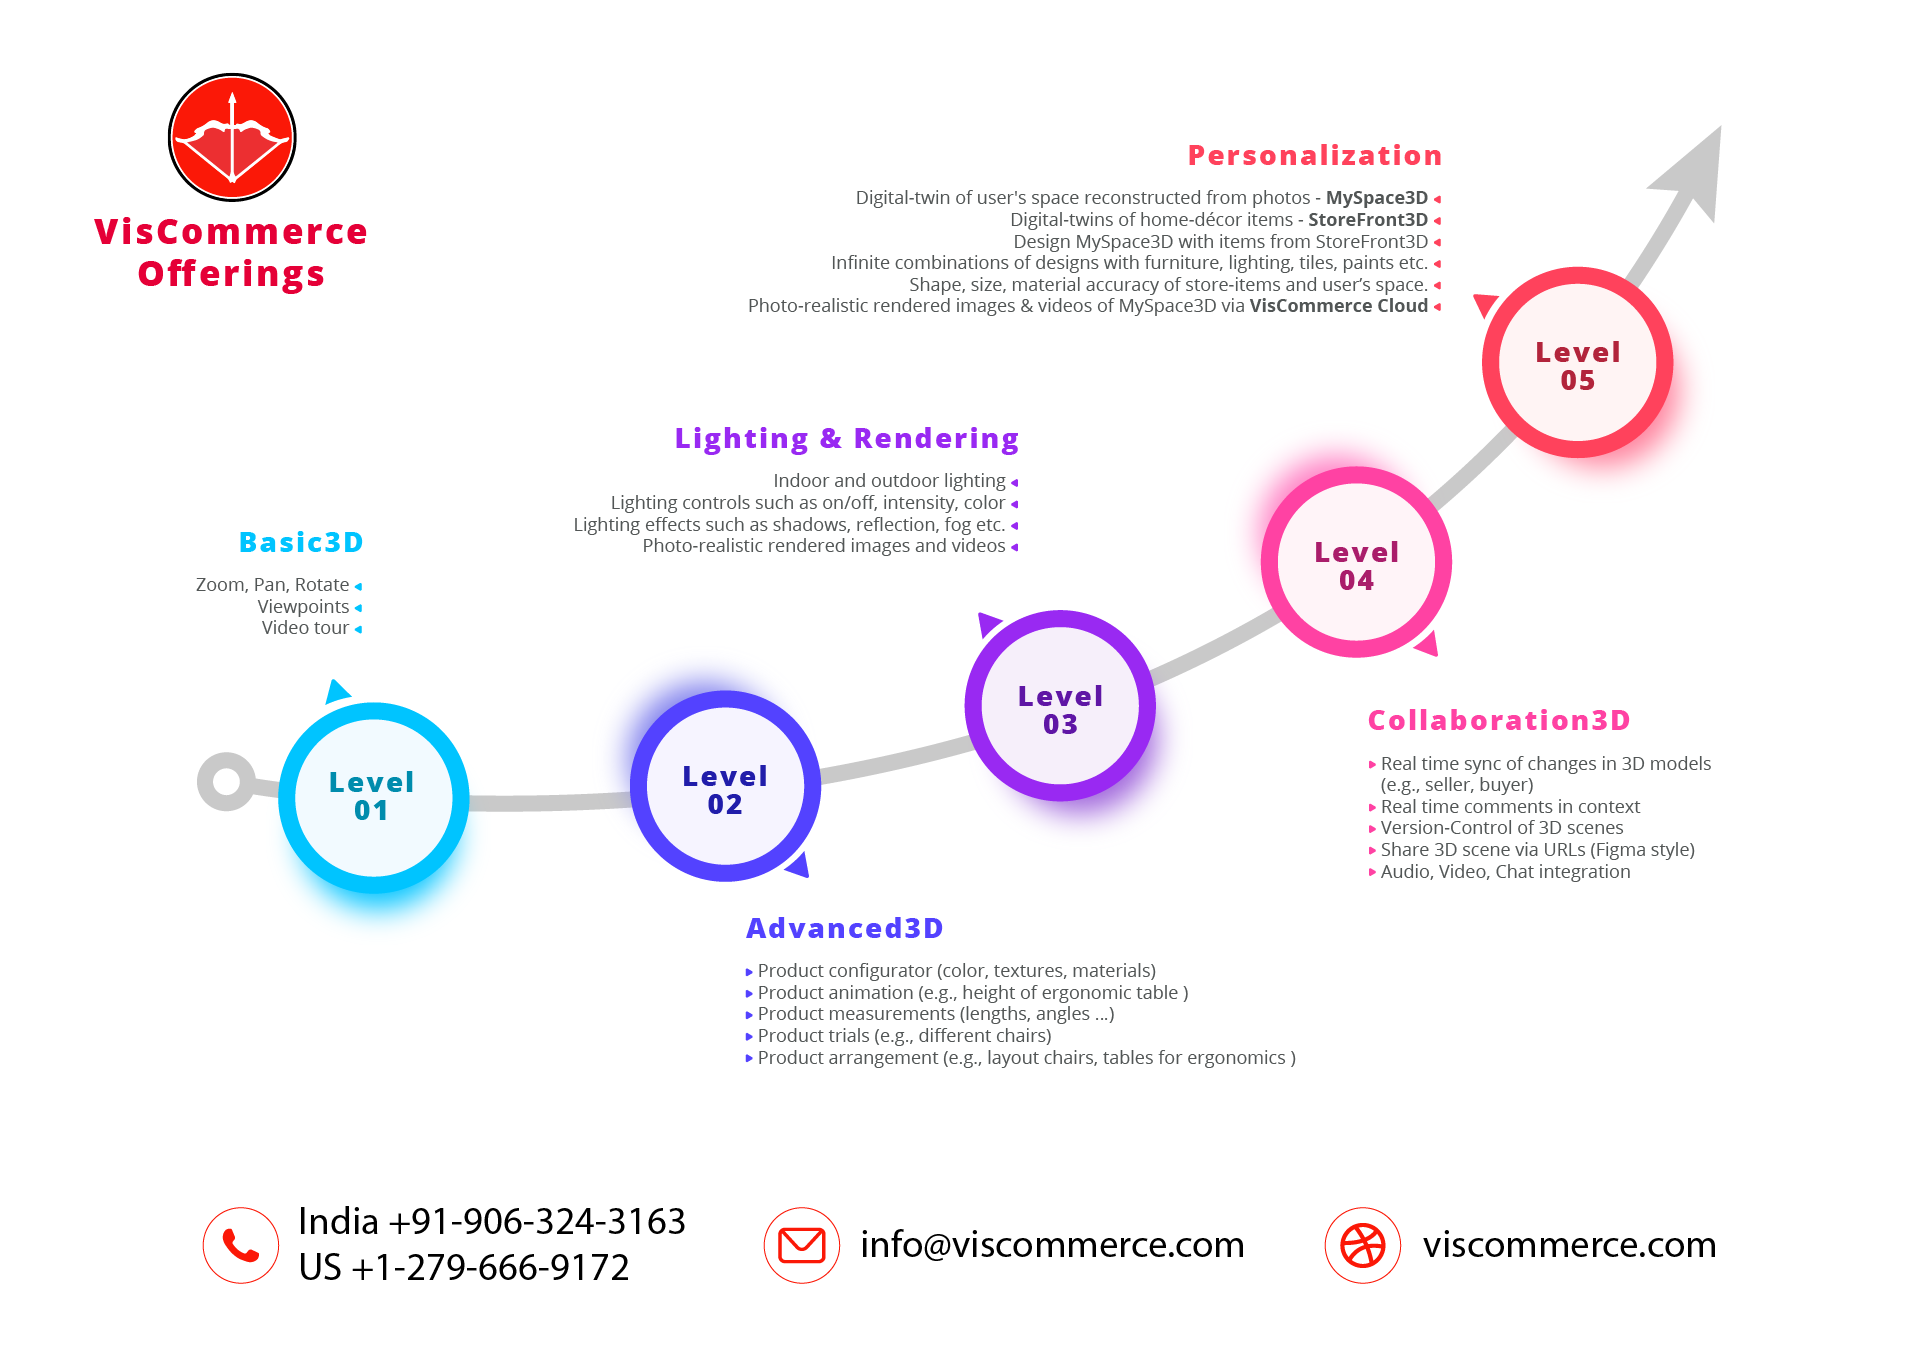 VisCommerce
Offerings
Personalization
Digital-twin of user's space reconstructed from photos - MySpace3D
Digital-twins of home-décor items - StoreFront3D
Design MySpace3D with items from StoreFront3D
Infinite combinations of designs with furniture, lighting, tiles, paints etc.
Shape, size, material accuracy of store-items and user’s space.
Photo-realistic rendered images & videos of MySpace3D via VisCommerce Cloud
Level
05
Lighting & Rendering
Indoor and outdoor lighting
Lighting controls such as on/off, intensity, color
Lighting effects such as shadows, reflection, fog etc.
Photo-realistic rendered images and videos
Level
04
Basic3D
Zoom, Pan, Rotate
Viewpoints
Video tour
Level
03
Level
01
Level
02
Collaboration3D
Real time sync of changes in 3D models
(e.g., seller, buyer)
Real time comments in context
Version-Control of 3D scenes
Share 3D scene via URLs (Figma style)
Audio, Video, Chat integration
Advanced3D
Product configurator (color, textures, materials)
Product animation (e.g., height of ergonomic table )
Product measurements (lengths, angles ...)
Product trials (e.g., different chairs)
Product arrangement (e.g., layout chairs, tables for ergonomics )
India +91-906-324-3163
US +1-279-666-9172
info@viscommerce.com
viscommerce.com